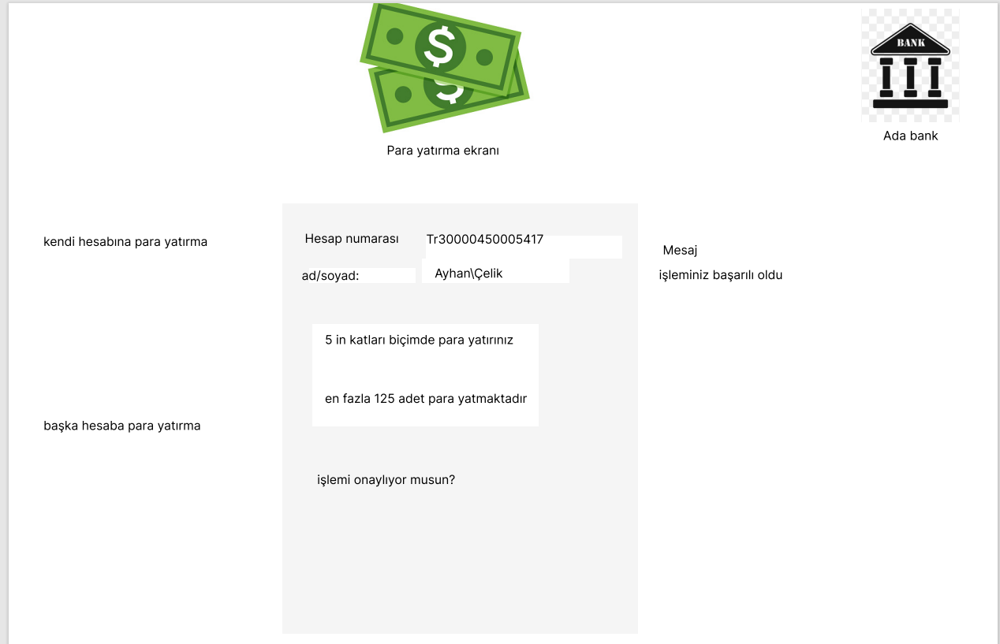 BANK
Ada bank
Para yatırma ekranı
kendi hesabına para yatırma
başka hesaba para yatırma
Hesap numarası Tr30000450005417
ad/soyad: Ayhan\Çelik
5 in katları biçimde para yatırınız
en fazla 125 adet para yatmaktadır
işlemi onaylıyor musun?
Mesaj
işleminiz başarılı oldu